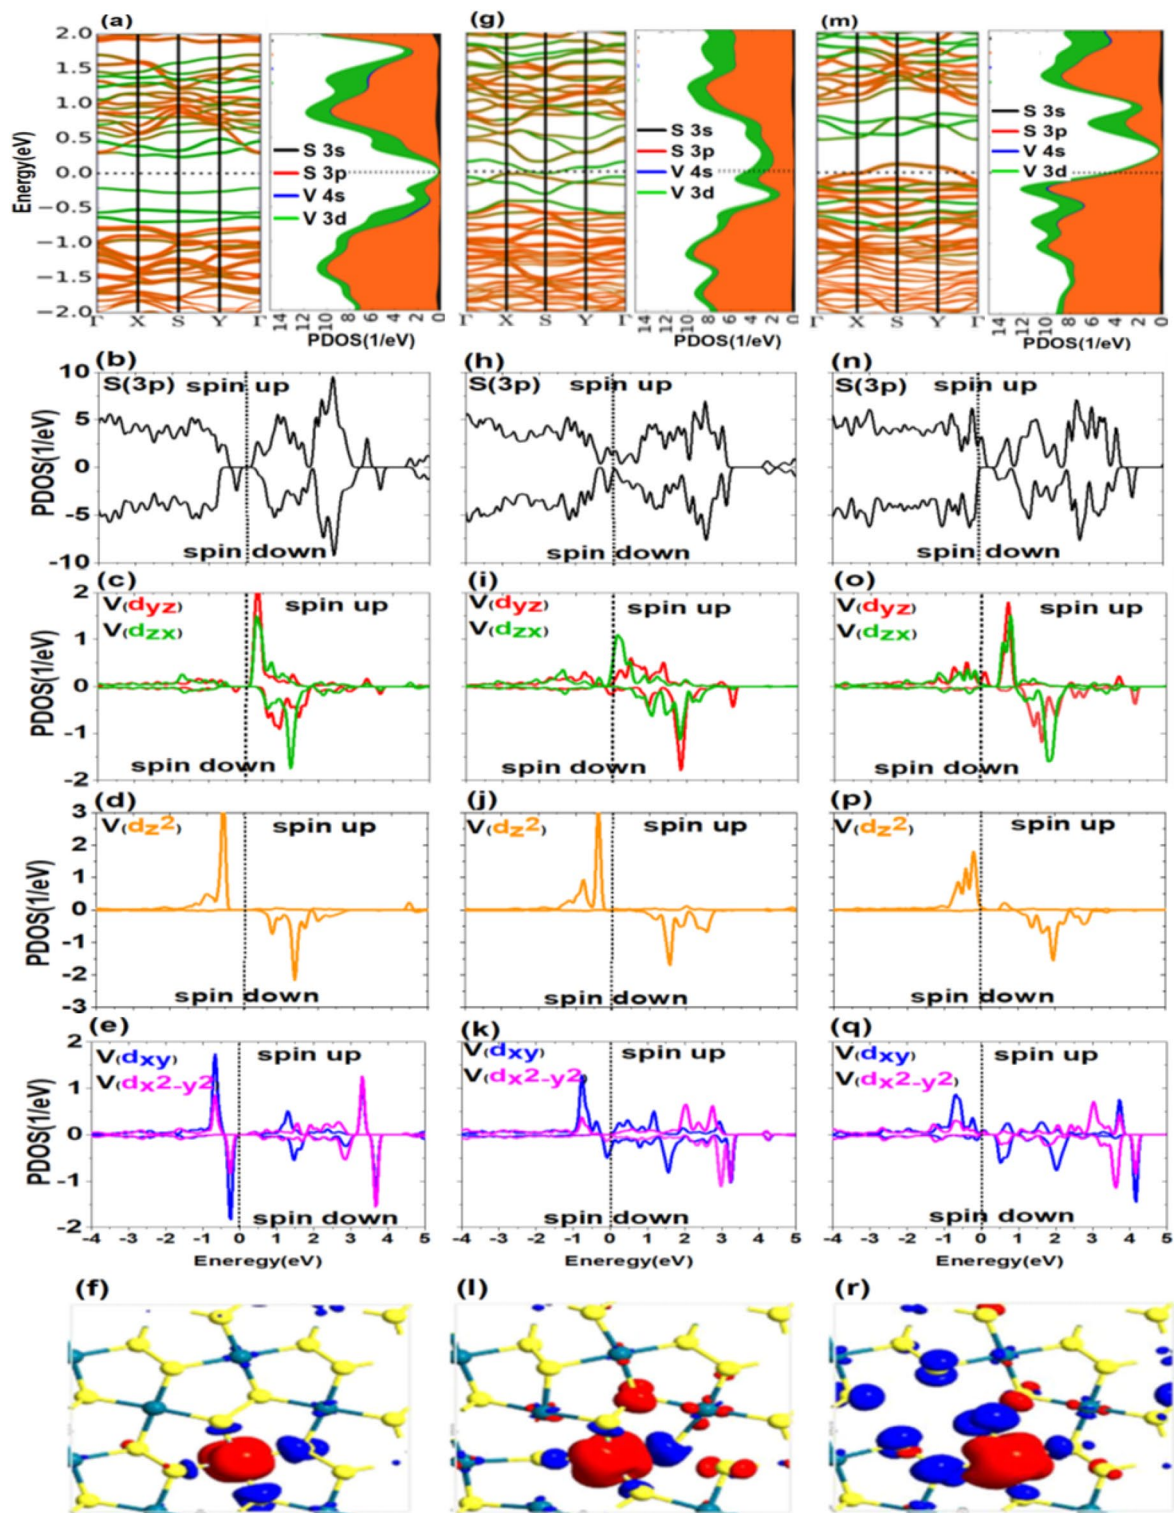 (a)
(g)
(m)
Energy(eV)
2.0
1.5
1.0
0.5
0.0
−0.5
−1.0
−1.5
−2.0
Γ X S Y Γ
S 3s
S 3p
V 4s
V 3d
14 12 10 8 6 4 2 0
PDOS(1/eV)
Γ X S Y Γ
S 3s
S 3p
V 4s
V 3d
14 12 10 8 6 4 2 0
PDOS(1/eV)
Γ X S Y Γ
S 3s
S 3p
V 4s
V 3d
14 12 10 8 6 4 2 0
PDOS(1/eV)
(b)
(h)
(n)
PDOS(1/eV)
10
5
0
-5
-10
S(3p) spin up
spin down
S(3p) spin up
spin down
S(3p) spin up
spin down
(c)
(i)
(o)
PDOS(1/eV)
2
1
0
-1
-2
V(dyz) spin up
V(dzx)
spin down
V(dyz) spin up
V(dzx)
spin down
V(dyz) spin up
V(dzx)
spin down
(d)
(j)
(p)
PDOS(1/eV)
3
2
1
0
-1
-2
-3
V(dz2) spin up
spin down
V(dz2) spin up
spin down
V(dz2) spin up
spin down
(e)
(k)
(q)
PDOS(1/eV)
2
1
0
-1
-2
V(dxy) spin up
V(dx2-y2)
spin down
V(dxy) spin up
V(dx2-y2)
spin down
V(dxy) spin up
V(dx2-y2)
spin down
-4 -3 -2 -1 0 1 2 3 4 5
Eneregy(eV)
-4 -3 -2 -1 0 1 2 3 4 5
Eneregy(eV)
-4 -3 -2 -1 0 1 2 3 4 5
Eneregy(eV)
(f)
(l)
(r)